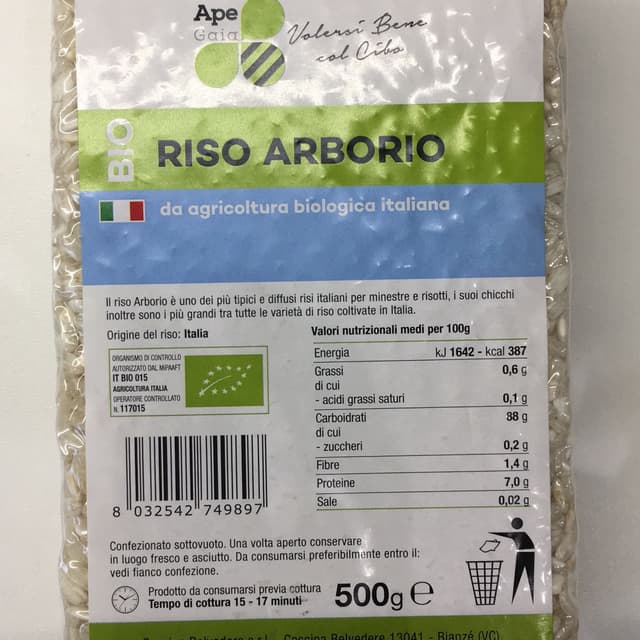 Ape
Gaia
Volersi Bene
col Cibo
BIO
RISO ARBORIO
da agricoltura biologica italiana
Il riso Arborio è uno dei più tipici e diffusi risi italiani per minestre e risotti, i suoi chicchi
inoltre sono i più grandi tra tutte le varietà di riso coltivate in Italia.
Origine del riso: Italia
ORGANISMO DI CONTROLLO
AUTORIZZATO DAL MIPAAFT
IT BIO 015
AGRICOLTURA ITALIA
OPERATORE CONTROLLATO
N. 117015
Valori nutrizionali medi per 100g
Energia kJ 1642 - kcal 387
Grassi 0,6 g
di cui
- acidi grassi saturi 0,1 g
Carboidrati 88 g
di cui
- zuccheri 0,2 g
Fibre 1,4 g
Proteine 7,0 g
Sale 0,02 g
8 032542 749897
Confezionato sottovuoto. Una volta aperto conservare
in luogo fresco e asciutto. Da consumarsi preferibilmente entro il:
vedi fianco confezione.
Prodotto da consumarsi previa cottura
Tempo di cottura 15 - 17 minuti
500g e
Belvedere s.r.l. - Cascina Belvedere 13041 - Bianzé (VC)